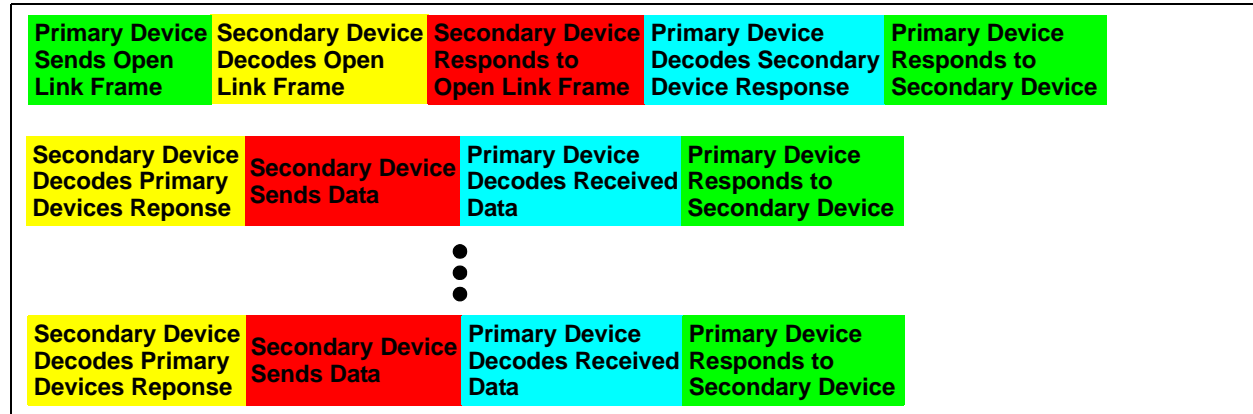 Primary Device
Sends Open
Link Frame
Secondary Device
Decodes Open
Link Frame
Secondary Device
Responds to
Open Link Frame
Primary Device
Decodes Secondary
Device Response
Primary Device
Responds to
Secondary Device
Secondary Device
Decodes Primary
Devices Reponse
Secondary Device
Sends Data
Primary Device
Decodes Received
Data
Primary Device
Responds to
Secondary Device
Secondary Device
Decodes Primary
Devices Reponse
Secondary Device
Sends Data
Primary Device
Decodes Received
Data
Primary Device
Responds to
Secondary Device